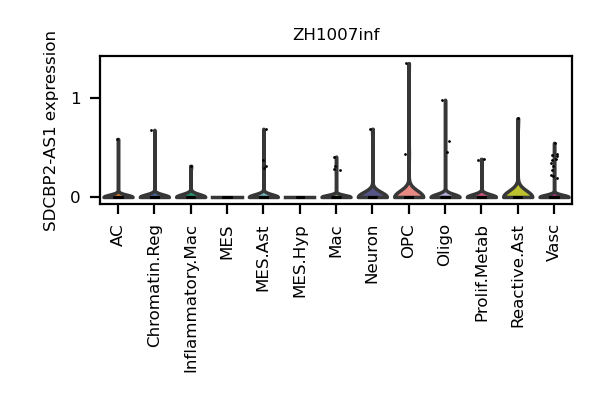 ZH1007inf
SDCBP2-AS1 expression
1
0
AC
Chromatin.Reg
Inflammatory.Mac
MES
MES.Ast
MES.Hyp
Mac
Neuron
OPC
Oligo
Prolif.Metab
Reactive.Ast
Vasc